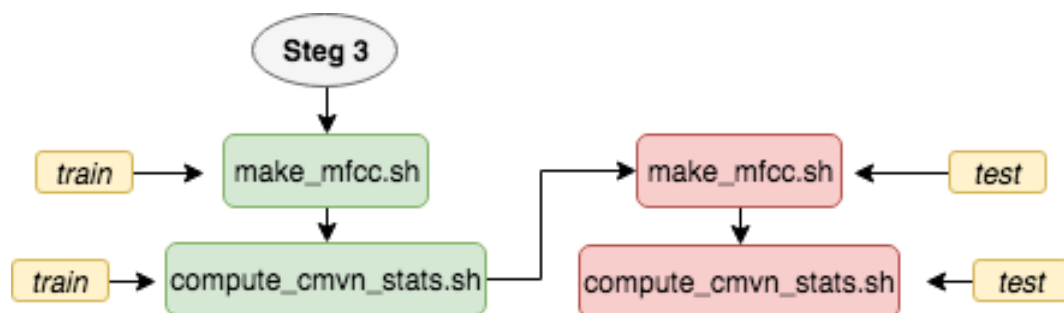 Steg 3
train
make_mfcc.sh
make_mfcc.sh
test
train
compute_cmvn_stats.sh
compute_cmvn_stats.sh
test